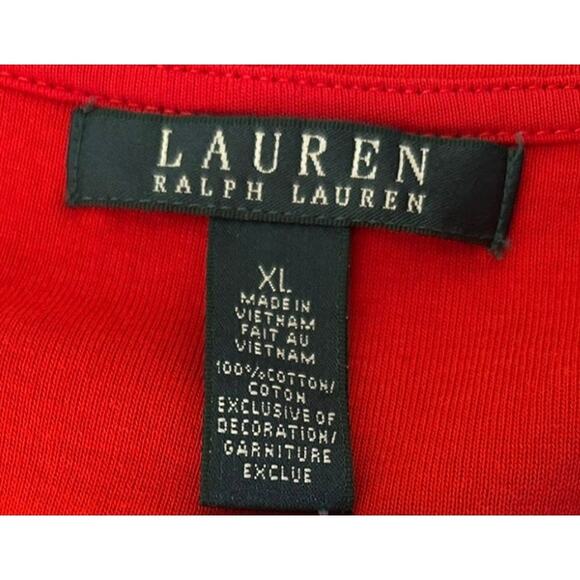 LAUREN
RALPH LAUREN
XL
MADE IN
VIETNAM
FAIT AU
VIETNAM
100%COTTON/
COTON
EXCLUSIVE OF
DECORATION/
GARNITURE
EXCLUE